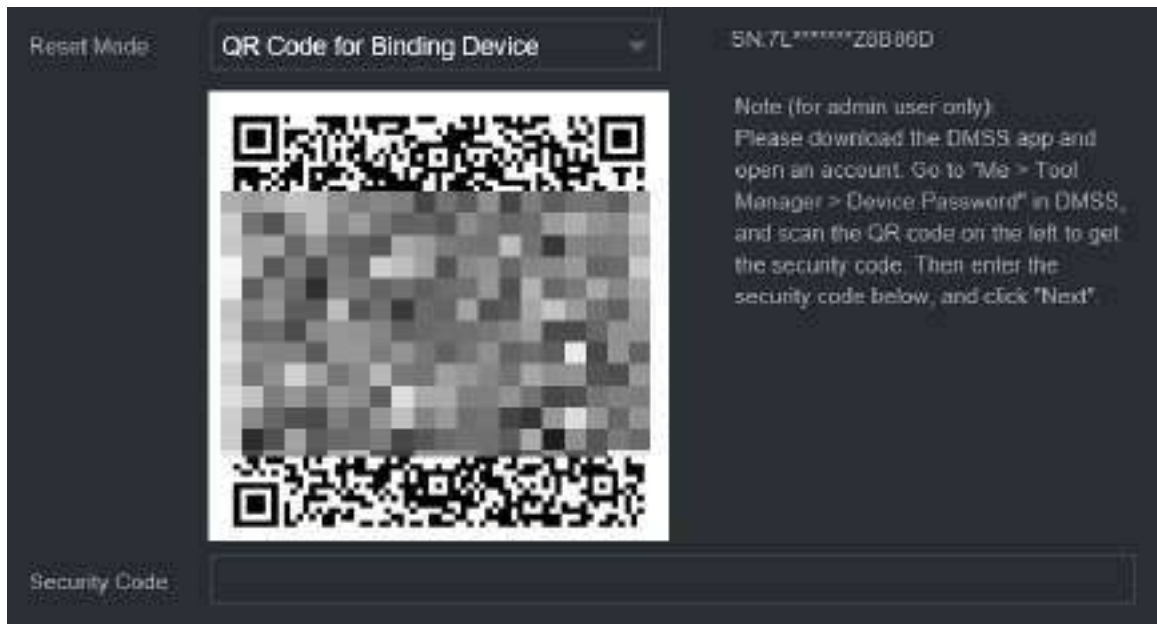 Reset Mode
QR Code for Binding Device
SN:7L*******Z8B86D
Note (for admin user only):
Please download the DMSS app and
open an account. Go to "Me > Tool
Manager > Device Password" in DMSS,
and scan the QR code on the left to get
the security code. Then enter the
security code below, and click "Next".
Security Code